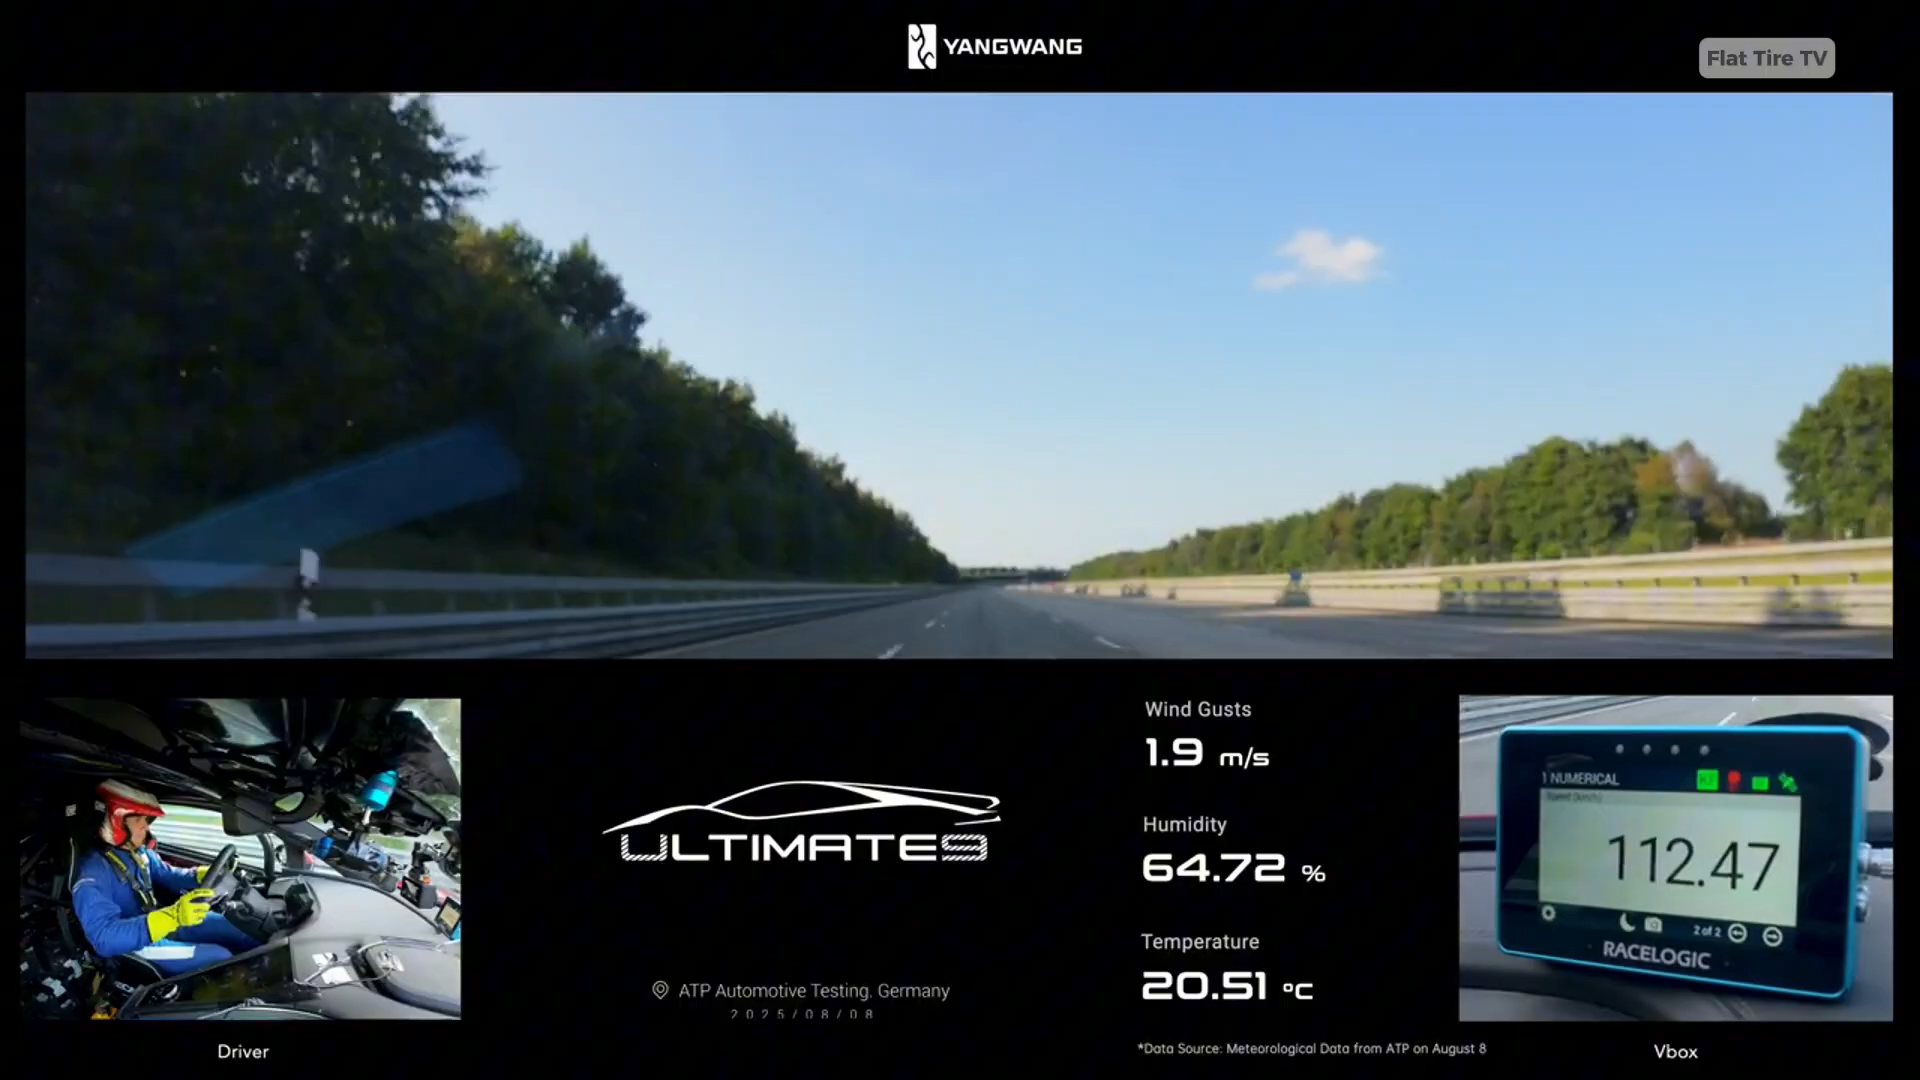 YANGWANG
Flat Tire TV
Wind Gusts
1.9 m/s
Humidity
64.72 %
Temperature
20.51 °C
*Data Source: Meteorological Data from ATP on August 8
ULTIMATE9
ATP Automotive Testing, Germany
2025/08/08
Driver
1 NUMERICAL
Speed (km/h)
112.47
2 of 2
RACELOGIC
Vbox